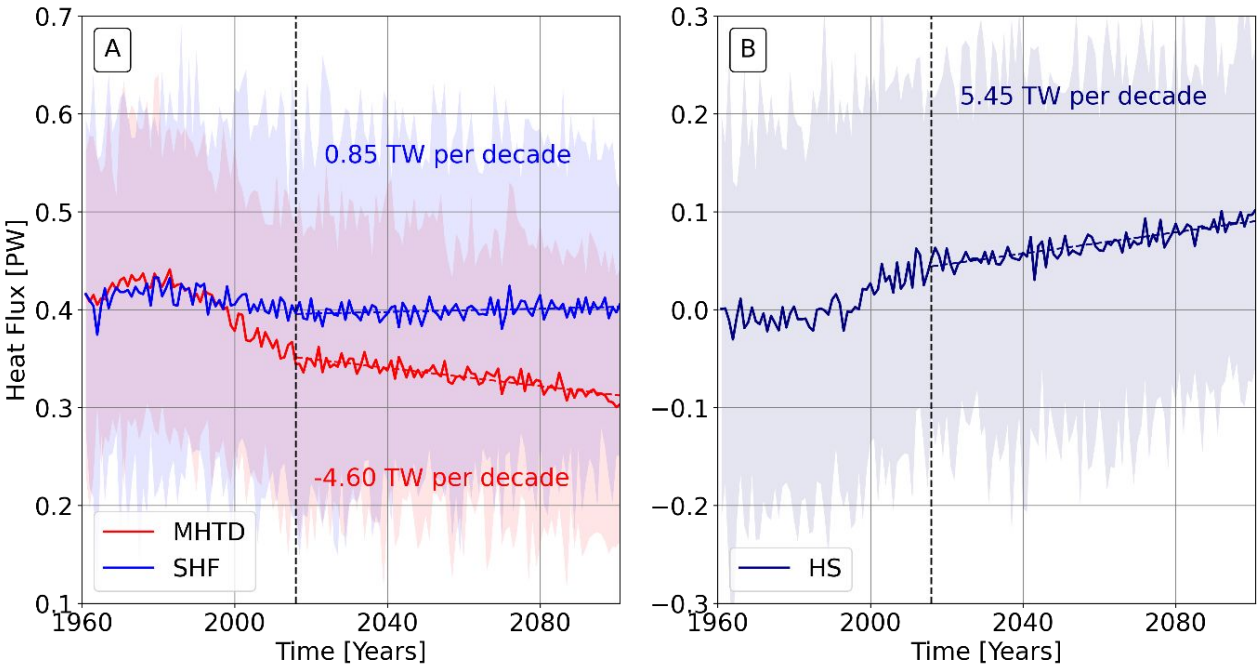 A
0.7
0.6
0.5
0.4
0.3
0.2
0.1
Heat Flux [PW]
0.85 TW per decade
-4.60 TW per decade
MHTD
SHF
1960
2000
2040
2080
Time [Years]
B
0.3
0.2
0.1
0.0
−0.1
−0.2
−0.3
5.45 TW per decade
HS
1960
2000
2040
2080
Time [Years]